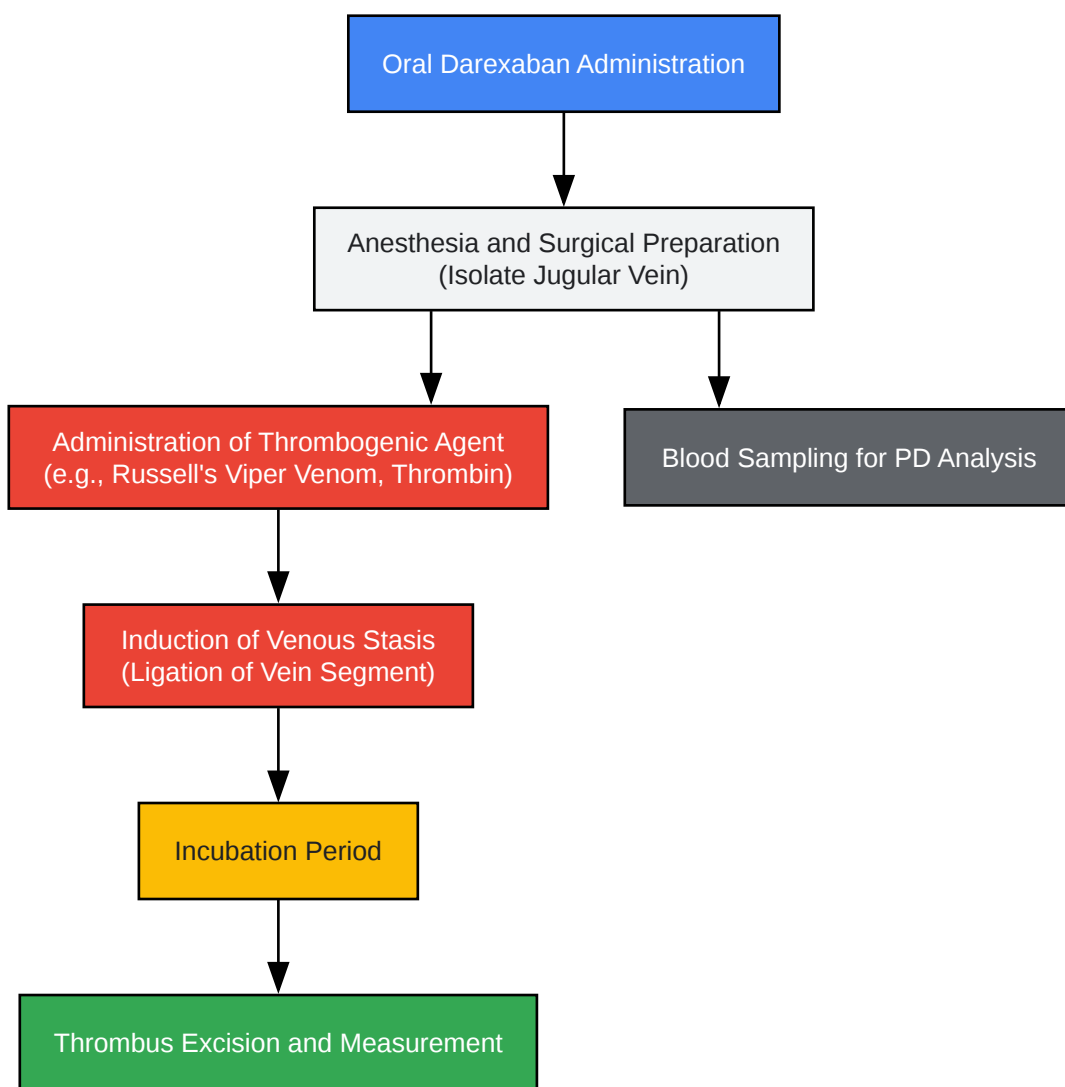 Oral Darexaban Administration
Anesthesia and Surgical Preparation
(Isolate Jugular Vein)
Administration of Thrombogenic Agent
(e.g., Russell's Viper Venom, Thrombin)
Blood Sampling for PD Analysis
Induction of Venous Stasis
(Ligation of Vein Segment)
Incubation Period
Thrombus Excision and Measurement